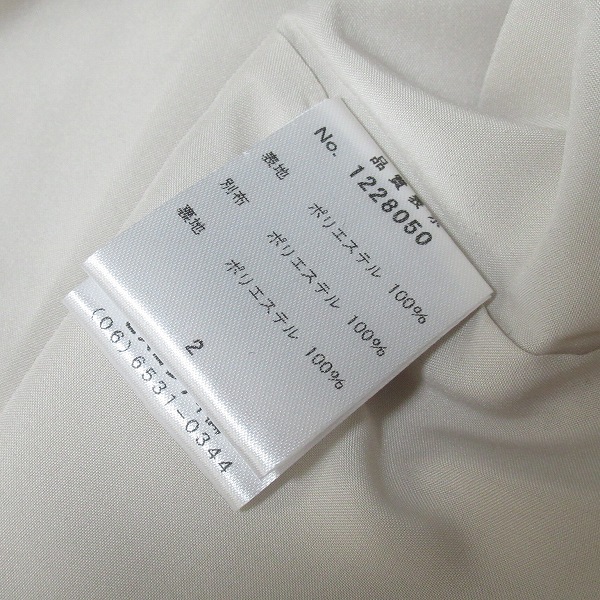 品質表示
No. 1228050
表地 ポリエステル 100%
別布 ポリエステル 100%
裏地 ポリエステル 100%
2
(06)6531-0344